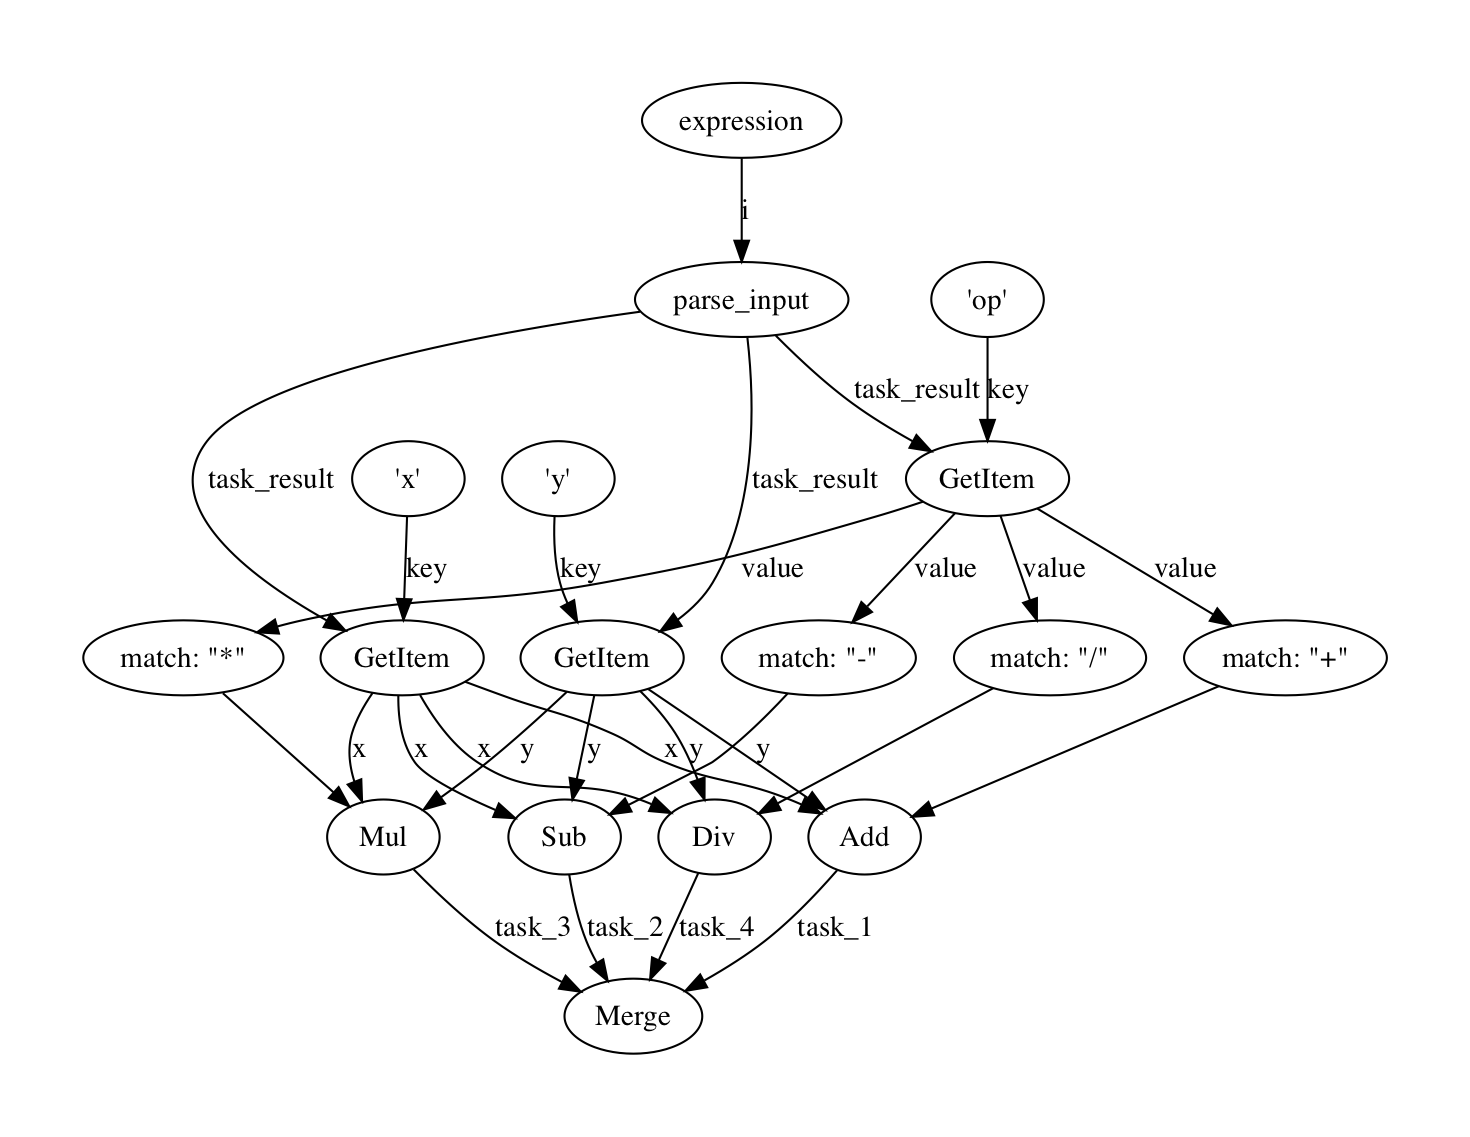 expression
i
parse_input
'op'
task_result
key
task_result
'x'
'y'
task_result
GetItem
key
key
value
value
value
value
match: "*"
GetItem
GetItem
match: "-"
match: "/"
match: "+"
x
x
x
y
y
x
y
y
Mul
Sub
Div
Add
task_3
task_2
task_4
task_1
Merge